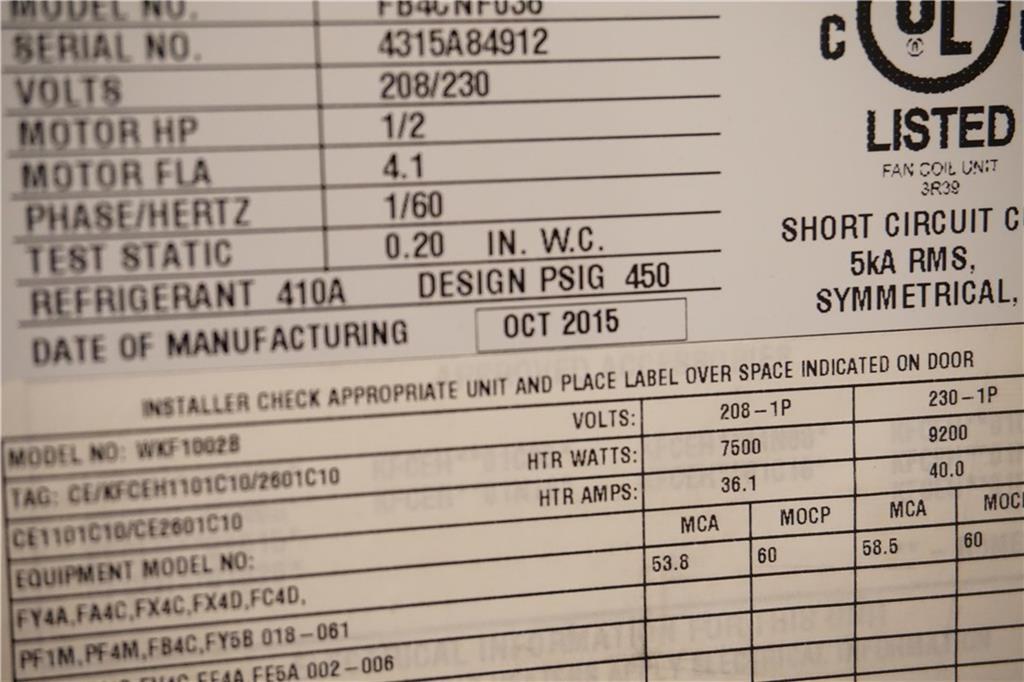 MODEL NO. FB4CNF036
SERIAL NO. 4315A84912
VOLTS 208/230
MOTOR HP 1/2
MOTOR FLA 4.1
PHASE/HERTZ 1/60
TEST STATIC 0.20 IN. W.C.
REFRIGERANT 410A DESIGN PSIG 450
DATE OF MANUFACTURING OCT 2015
C UL
LISTED
FAN COIL UNIT
3R39
SHORT CIRCUIT C
5kA RMS,
SYMMETRICAL,
INSTALLER CHECK APPROPRIATE UNIT AND PLACE LABEL OVER SPACE INDICATED ON DOOR
MODEL NO: WKF1002B VOLTS: 208-1P 230-1P
TAG: CE/KFCEH1101C10/2601C10 HTR WATTS: 7500 9200
CE1101C10/CE2601C10 HTR AMPS: 36.1 40.0
EQUIPMENT MODEL NO: MCA MOCP MCA MOCP
FY4A,FA4C,FX4C,FX4D,FC4D, 53.8 60 58.5 60
PF1M,PF4M,FB4C,FY5B 018-061
FE5A 002-006